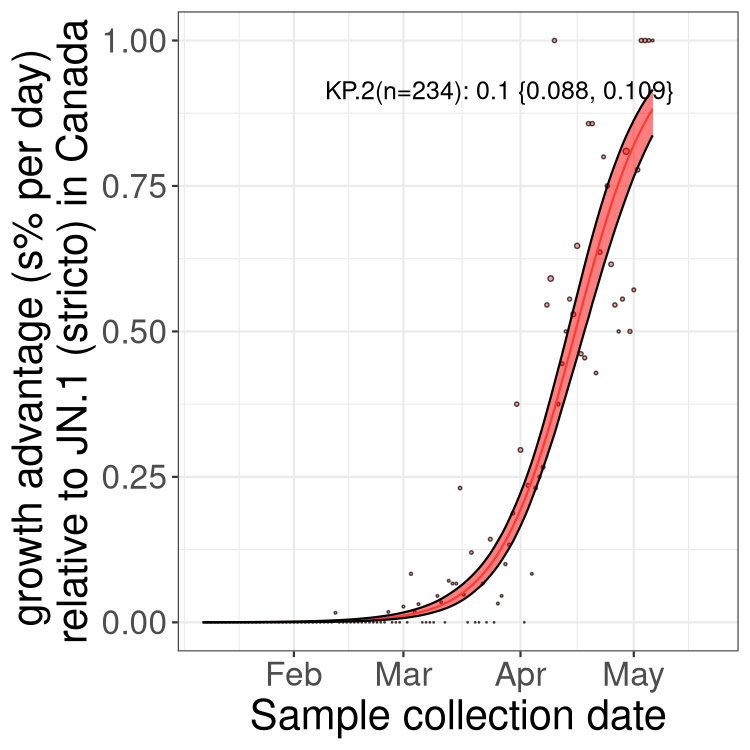 growth advantage (s% per day)
relative to JN.1 (stricto) in Canada
1.00
0.75
0.50
0.25
0.00
KP.2(n=234): 0.1 {0.088, 0.109}
Feb Mar Apr May
Sample collection date